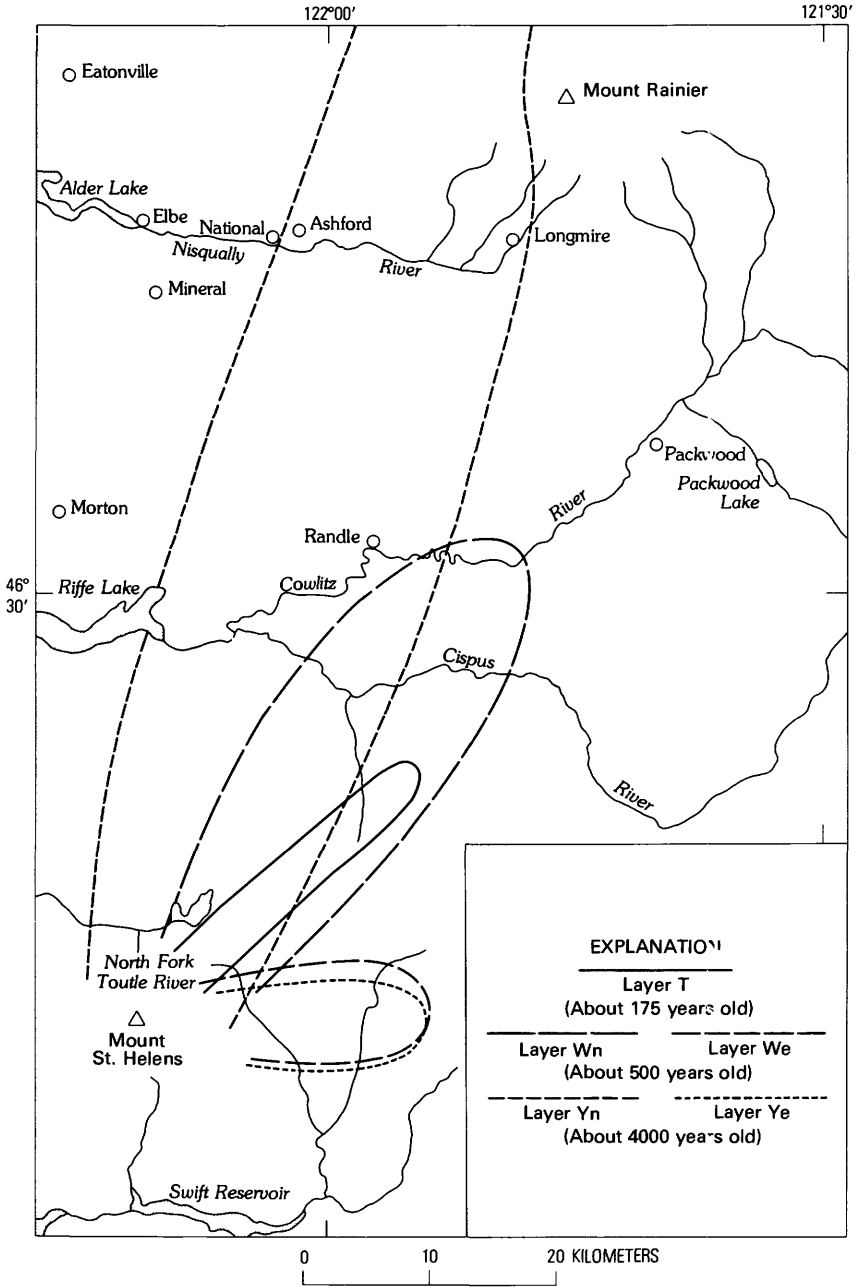 122°00'
121°30'
Eatonville
Mount Rainier
Alder Lake
Elbe
National
Ashford
Nisqually
River
Longmire
Mineral
Packwood
Packwood
Lake
Morton
River
Randle
46°
30'
Riffe Lake
Cowlitz
Cispus
River
North Fork
Toutle River
Mount
St. Helens
Swift Reservoir
EXPLANATION
Layer T
(About 175 years old)
Layer Wn Layer We
(About 500 years old)
Layer Yn Layer Ye
(About 4000 years old)
0 10 20 KILOMETERS